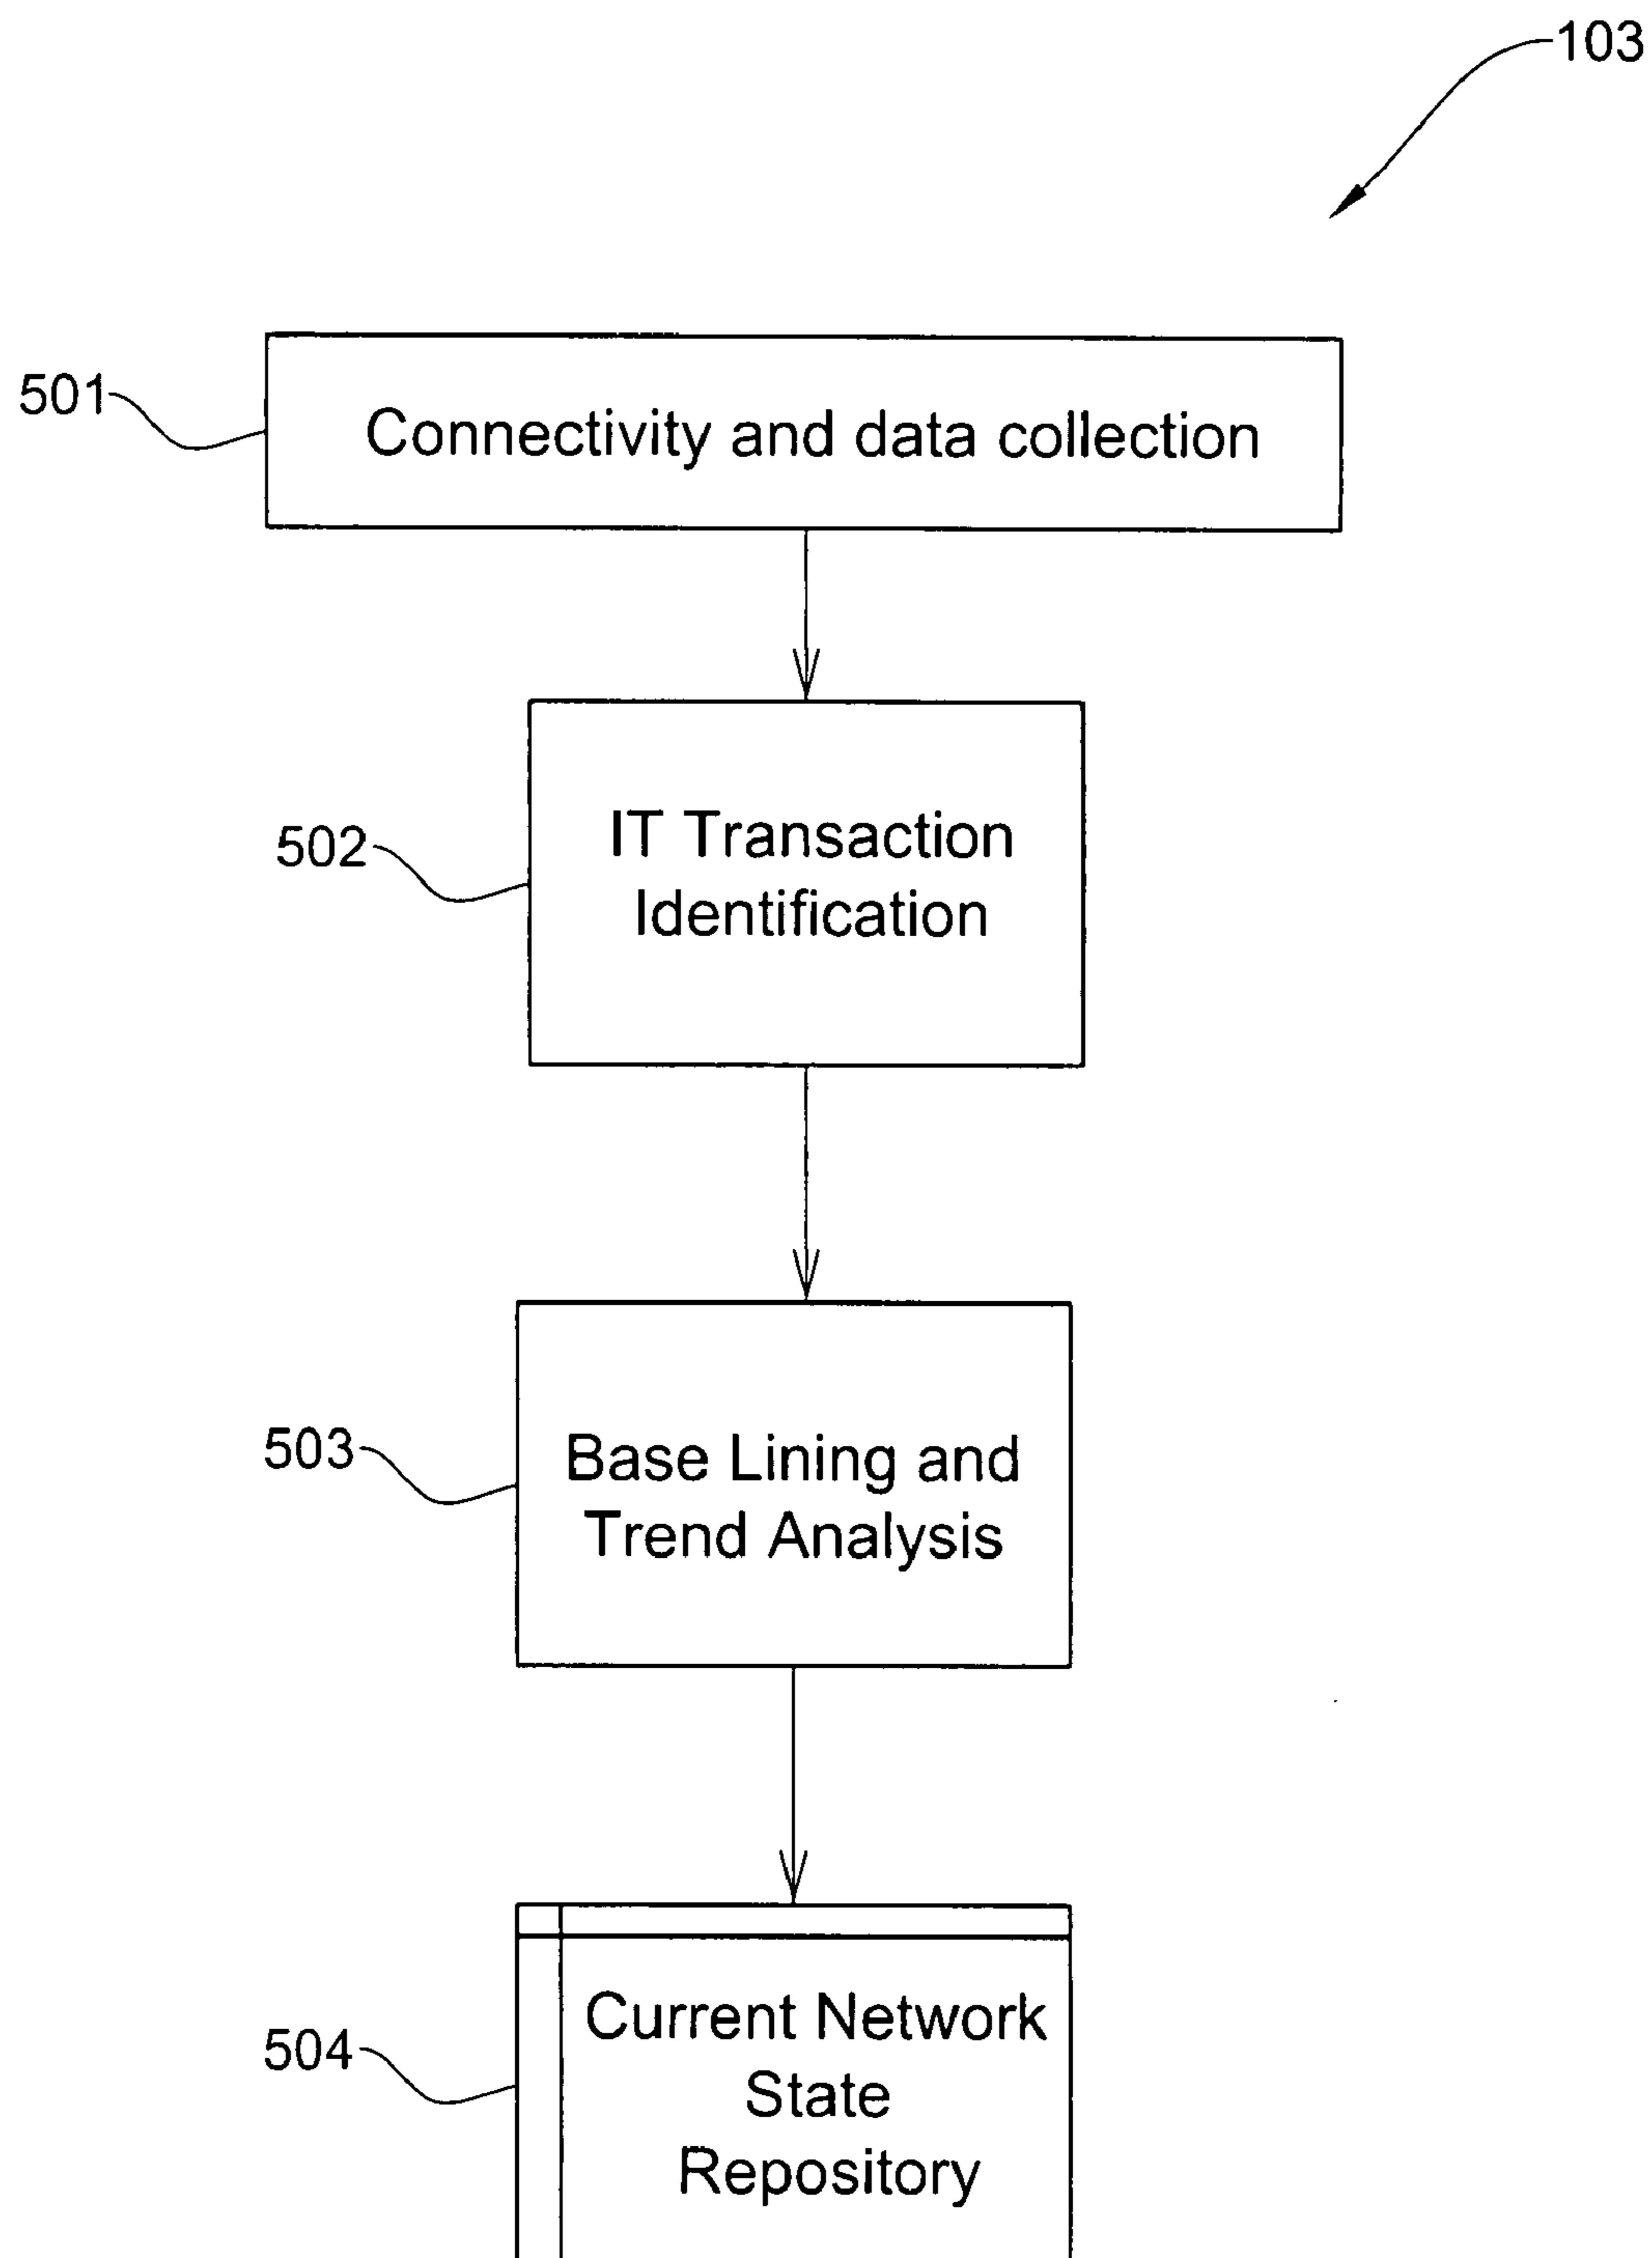 103
501
Connectivity and data collection
502
IT Transaction
Identification
503
Base Lining and
Trend Analysis
504
Current Network
State
Repository